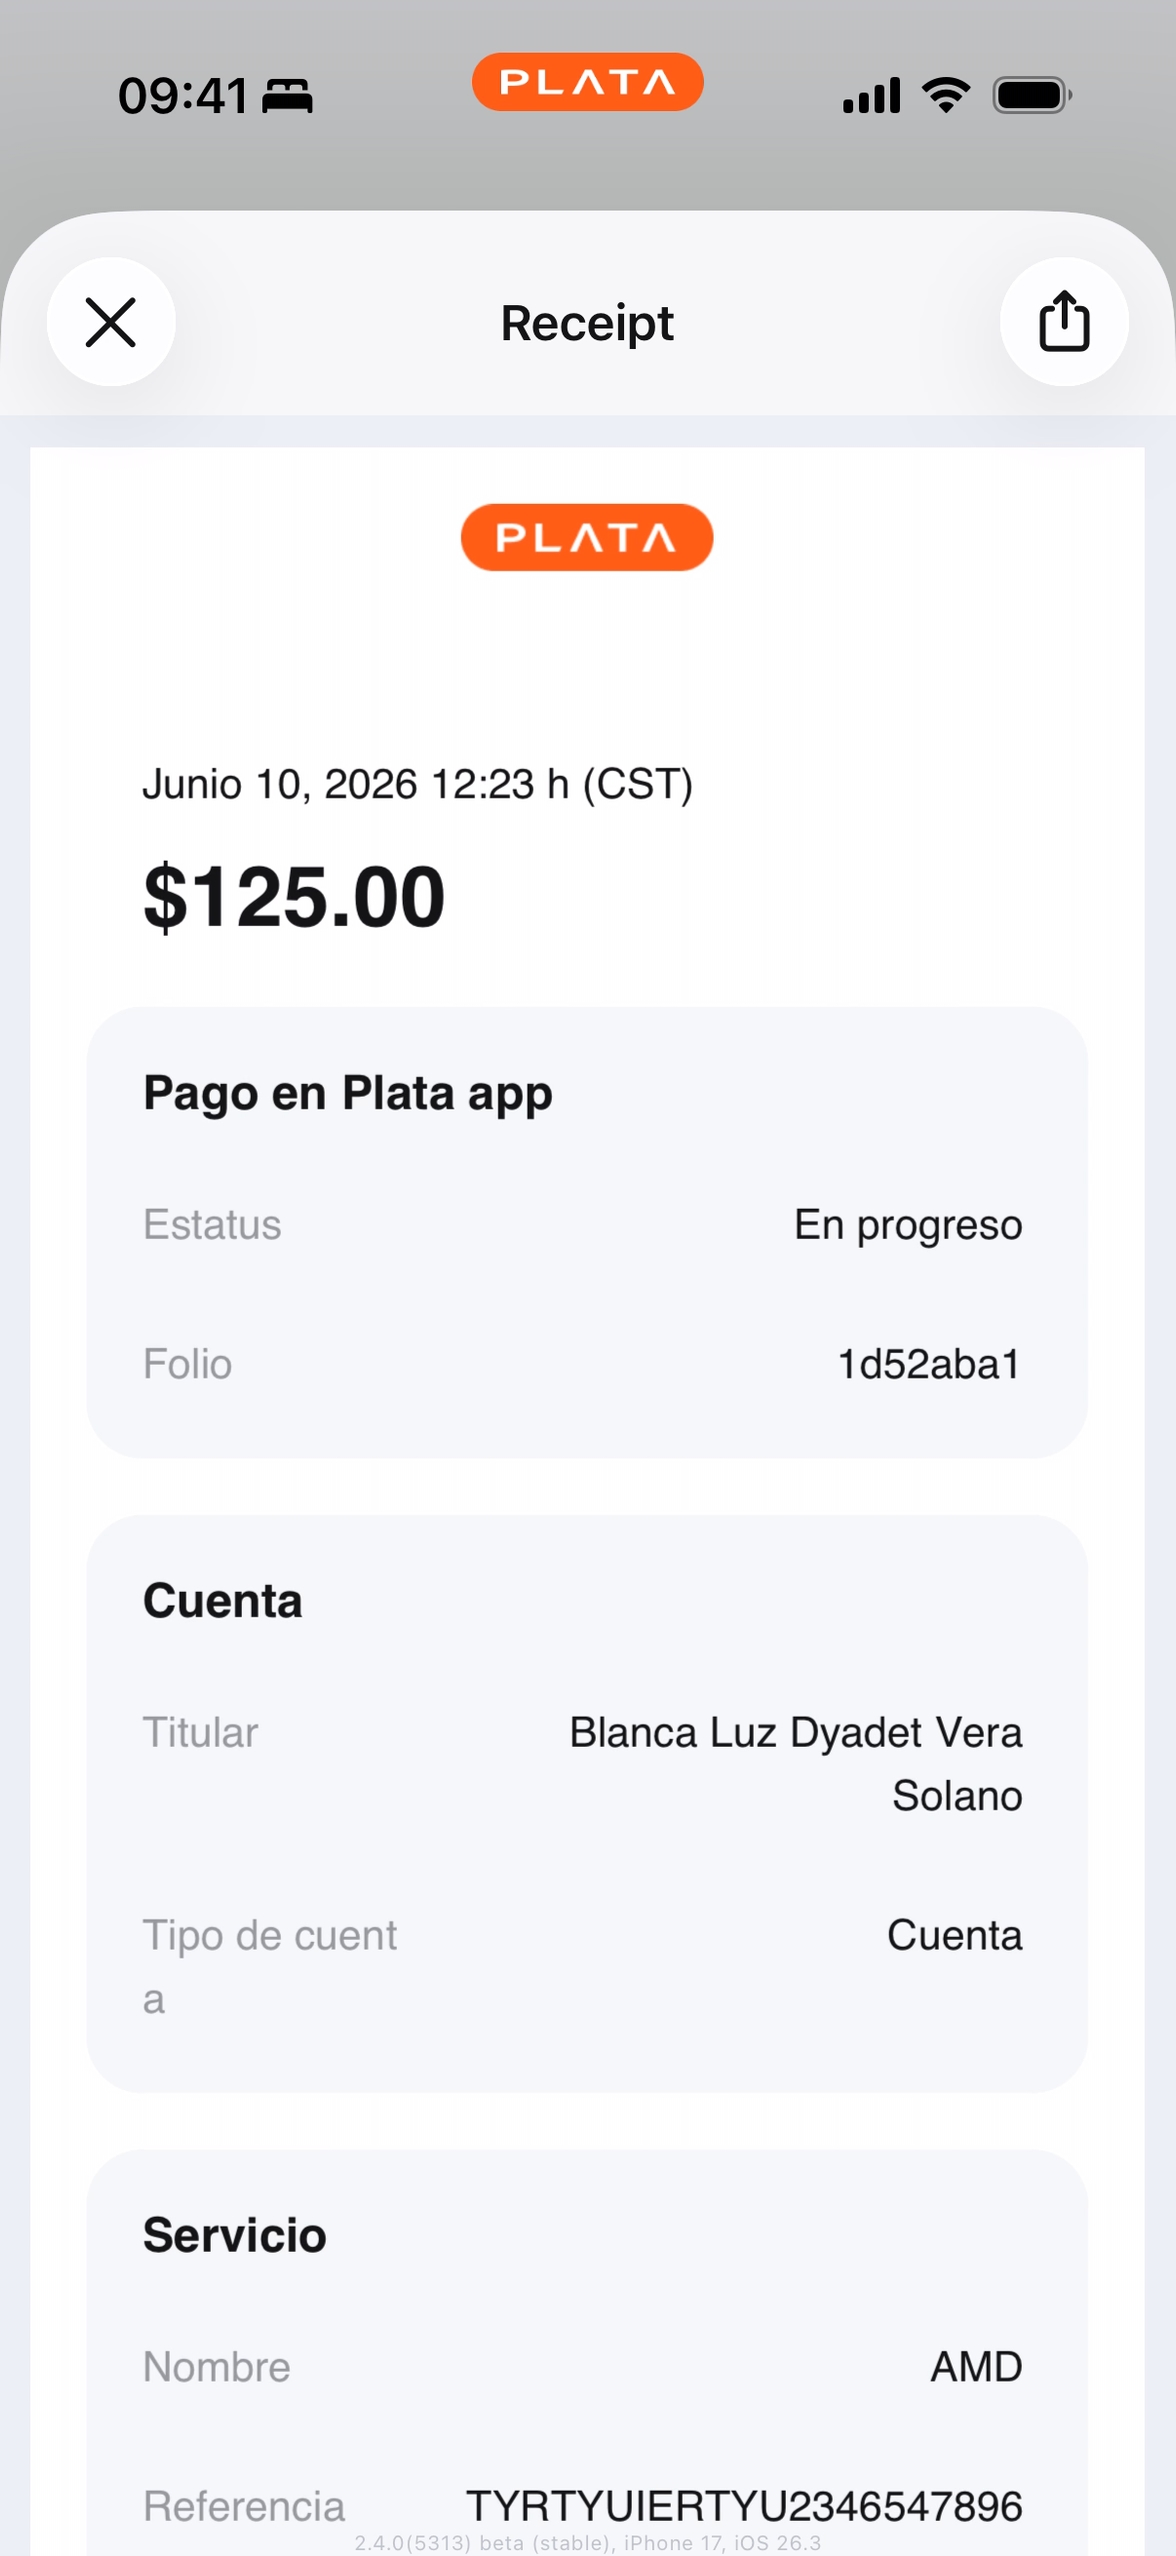 09:41
PLATA
Receipt
PLATA
Junio 10, 2026 12:23 h (CST)
$125.00
Pago en Plata app
Estatus
En progreso
Folio
1d52aba1
Cuenta
Titular
Blanca Luz Dyadet Vera
Solano
Tipo de cuent
a
Cuenta
Servicio
Nombre
AMD
Referencia
TYRTYUIERTYU2346547896
2.4.0(5313) beta (stable), iPhone 17, iOS 26.3